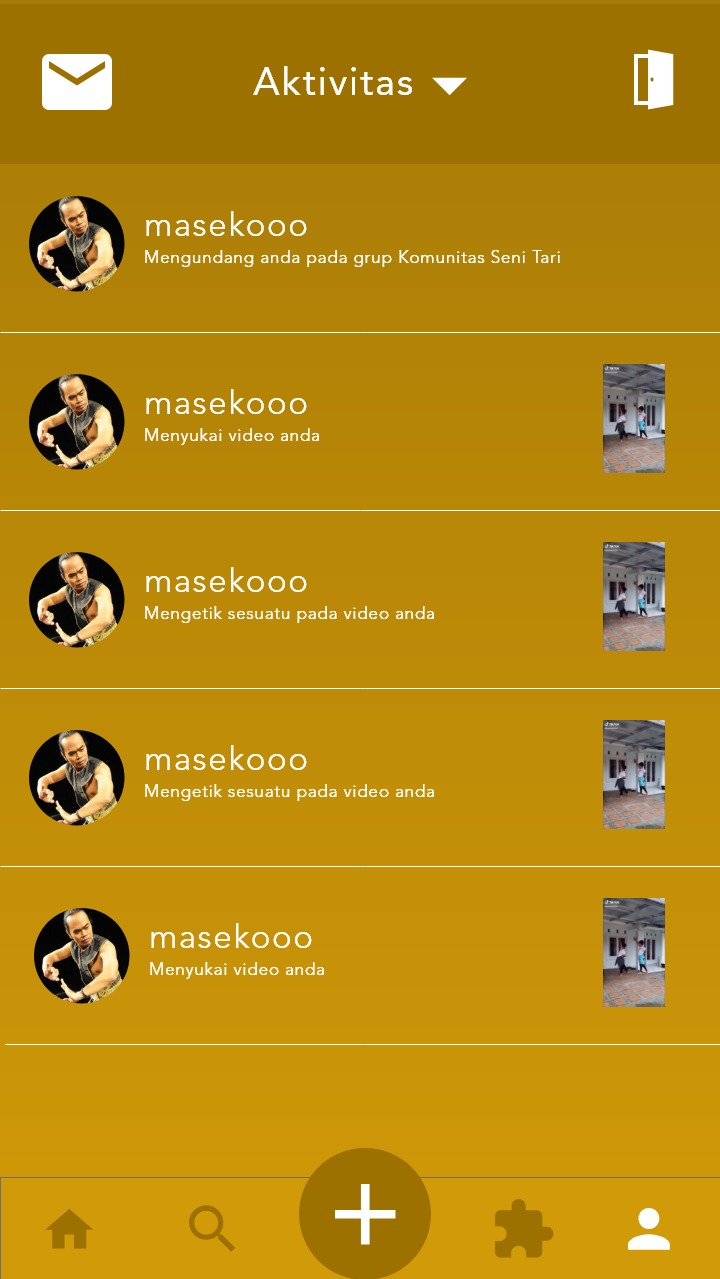 Aktivitas
masekooo
Mengundang anda pada grup Komunitas Seni Tari
masekooo
Menyukai video anda
masekooo
Mengetik sesuatu pada video anda
masekooo
Mengetik sesuatu pada video anda
masekooo
Menyukai video anda